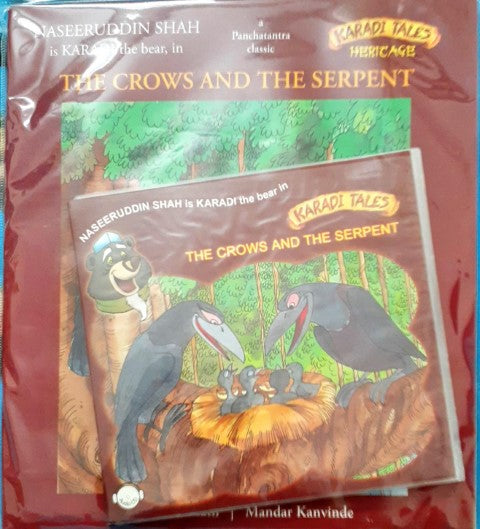 NASEERUDDIN SHAH
is KARADI the bear, in
a
Panchatantra
classic
KARADI TALES
HERITAGE
THE CROWS AND THE SERPENT
NASEERUDDIN SHAH is KARADI the bear in
KARADI TALES
THE CROWS AND THE SERPENT
| Mandar Kanvinde